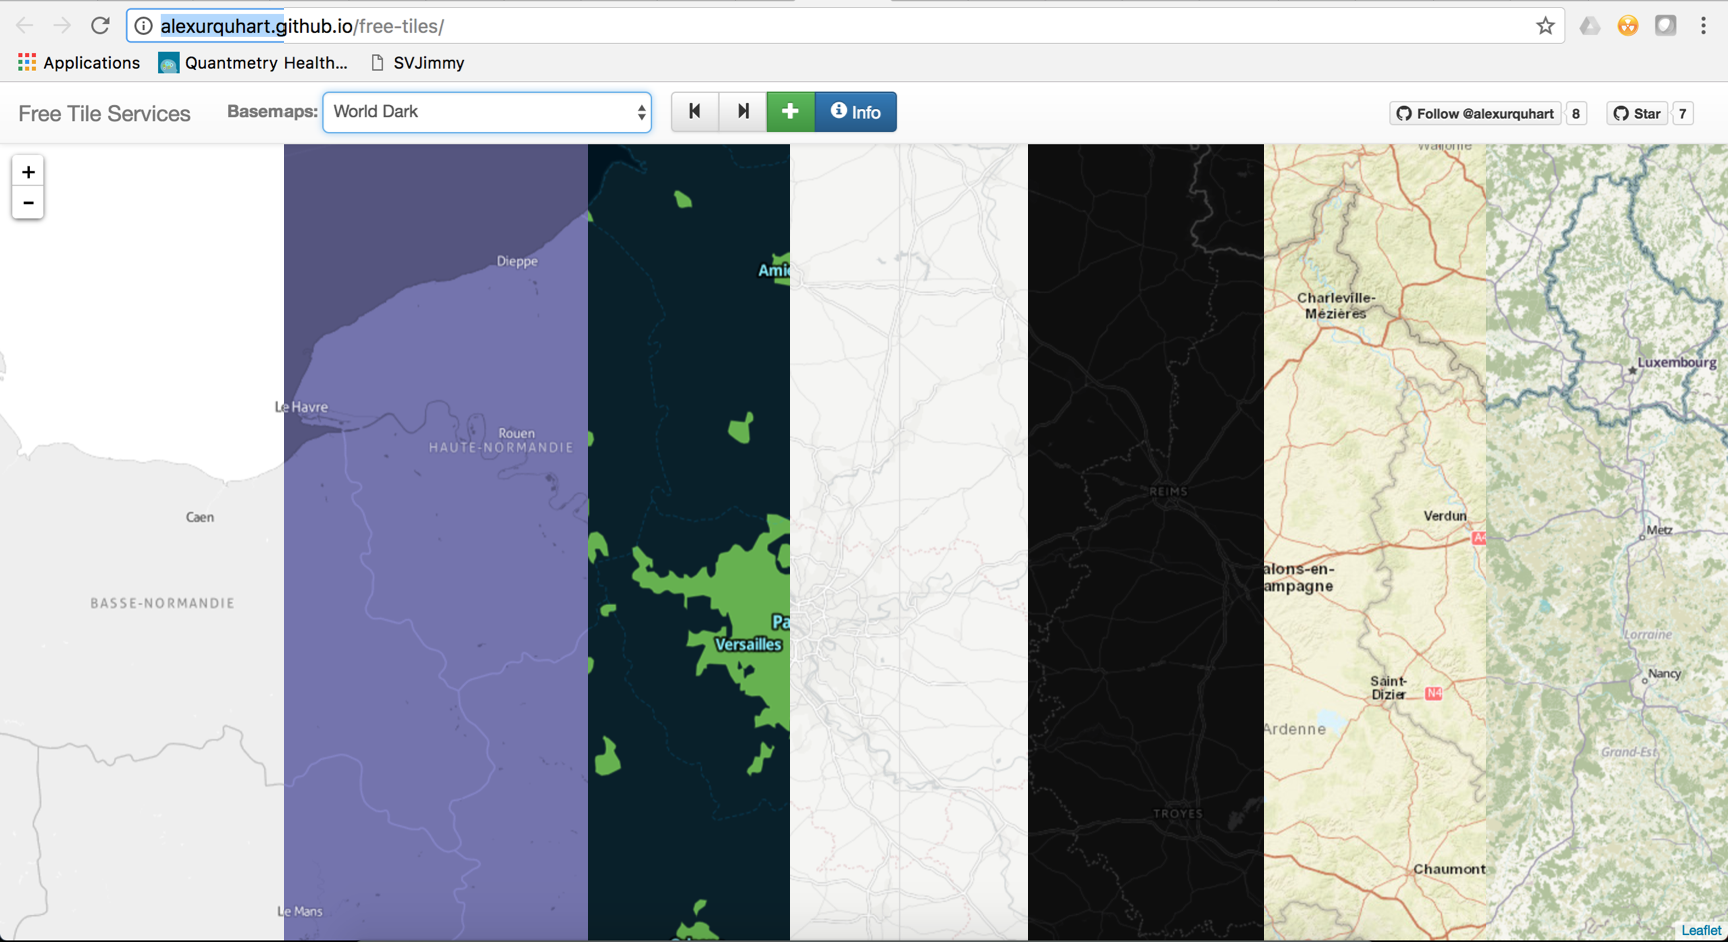 alexurquhart.github.io/free-tiles/
Applications Quantmetry Health... SVJimmy
Free Tile Services Basemaps: World Dark Info Follow @alexurquhart 8 Star 7
+
-
Dieppe
Amie
Charleville-
Mézières
Luxembourg
Le Havre
Rouen
HAUTE-NORMANDIE
REIMS
Caen
Verdun
Metz
A4
alons-en-
ampagne
BASSE-NORMANDIE
Pa
Versailles
Lorraine
Nancy
Saint-
Dizier
N4
Ardenne
Grand-Est
TROYES
Chaumont
Le Mans
Leaflet